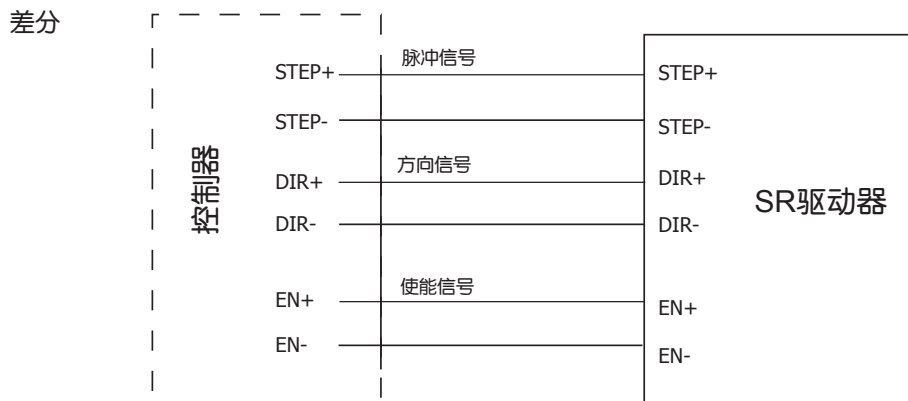 差分
脉冲信号
STEP+
STEP+
STEP-
STEP-
控制器
方向信号
DIR+
DIR+
SR驱动器
DIR-
DIR-
使能信号
EN+
EN+
EN-
EN-